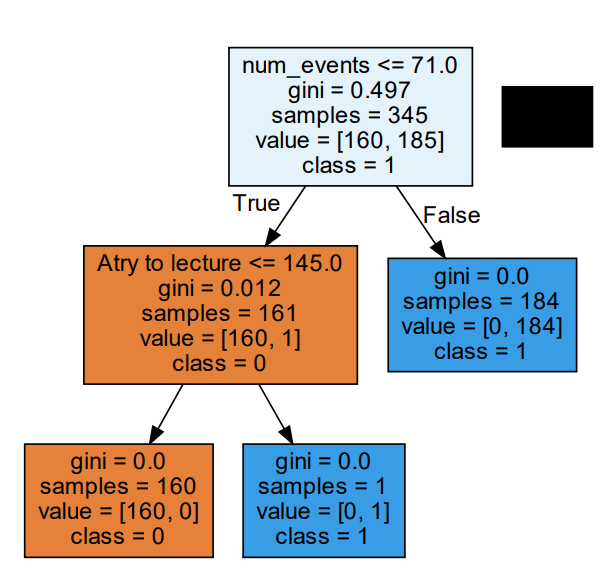 num_events <= 71.0
gini = 0.497
samples = 345
value = [160, 185]
class = 1
True
False
Atry to lecture <= 145.0
gini = 0.012
samples = 161
value = [160, 1]
class = 0
gini = 0.0
samples = 184
value = [0, 184]
class = 1
gini = 0.0
samples = 160
value = [160, 0]
class = 0
gini = 0.0
samples = 1
value = [0, 1]
class = 1